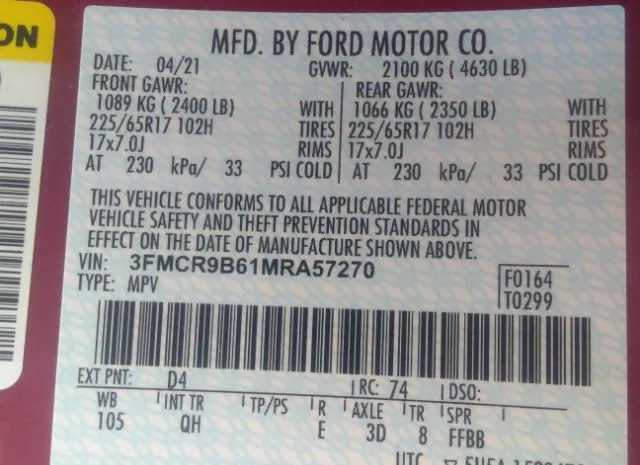 ON
MFD. BY FORD MOTOR CO.
DATE: 04/21 GVWR: 2100 KG ( 4630 LB)
FRONT GAWR: REAR GAWR:
1089 KG ( 2400 LB) WITH 1066 KG ( 2350 LB) WITH
225/65R17 102H TIRES 225/65R17 102H TIRES
17x7.0J RIMS 17x7.0J RIMS
AT 230 kPa/ 33 PSI COLD AT 230 kPa/ 33 PSI COLD
THIS VEHICLE CONFORMS TO ALL APPLICABLE FEDERAL MOTOR
VEHICLE SAFETY AND THEFT PREVENTION STANDARDS IN
EFFECT ON THE DATE OF MANUFACTURE SHOWN ABOVE.
VIN: 3FMCR9B61MRA57270 F0164
TYPE: MPV T0299
EXT PNT: D4 RC: 74 DSO:
WB INT TR TP/PS R AXLE TR SPR
105 QH E 3D 8 FFBB